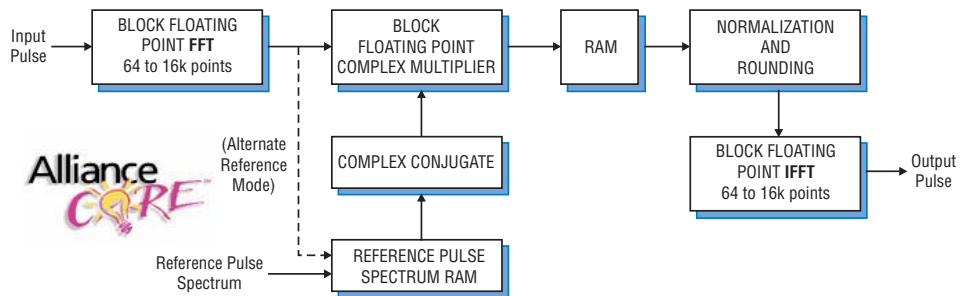 Input
Pulse
BLOCK FLOATING
POINT FFT
64 to 16k points
BLOCK
FLOATING POINT
COMPLEX MULTIPLIER
RAM
NORMALIZATION
AND
ROUNDING
(Alternate
Reference
Mode)
COMPLEX CONJUGATE
BLOCK FLOATING
POINT IFFT
64 to 16k points
Output
Pulse
Alliance
CORE™
Reference Pulse
Spectrum
REFERENCE PULSE
SPECTRUM RAM